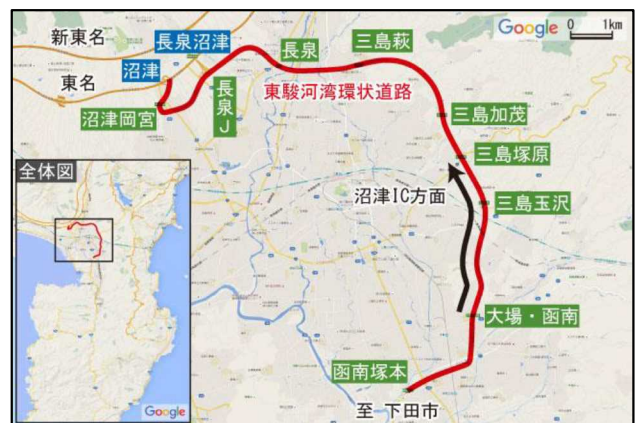 Google 0 1km
新東名
長泉沼津
長泉
三島萩
沼津
東名
東駿河湾環状道路
長泉J
沼津岡宮
三島加茂
三島塚原
全体図
沼津IC方面
三島玉沢
大場・函南
函南塚本
至 下田市
Google